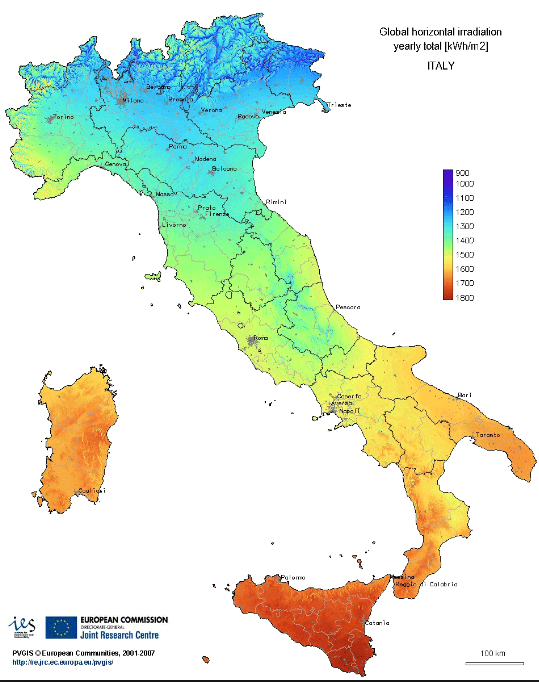 Global horizontal irradiation
yearly total [kWh/m2]
ITALY
Bergamo
Milano
Brescia
Verona
Venezia
Padova
Trieste
Torino
Parma
Modena
Bologna
Genova
Massa
Rimini
Prato
Firenze
Livorno
900
1000
1100
1200
1300
1400
1500
1600
1700
1800
Pescara
Roma
Caserta
Napoli
Bari
Taranto
Cagliari
Messina
Reggio di Calabria
Palermo
Catania
ies
EUROPEAN COMMISSION
DIRECTORATE-GENERAL
Joint Research Centre
PVGIS © European Communities, 2001-2007
http://re.jrc.ec.europa.eu/pvgis/
100 km